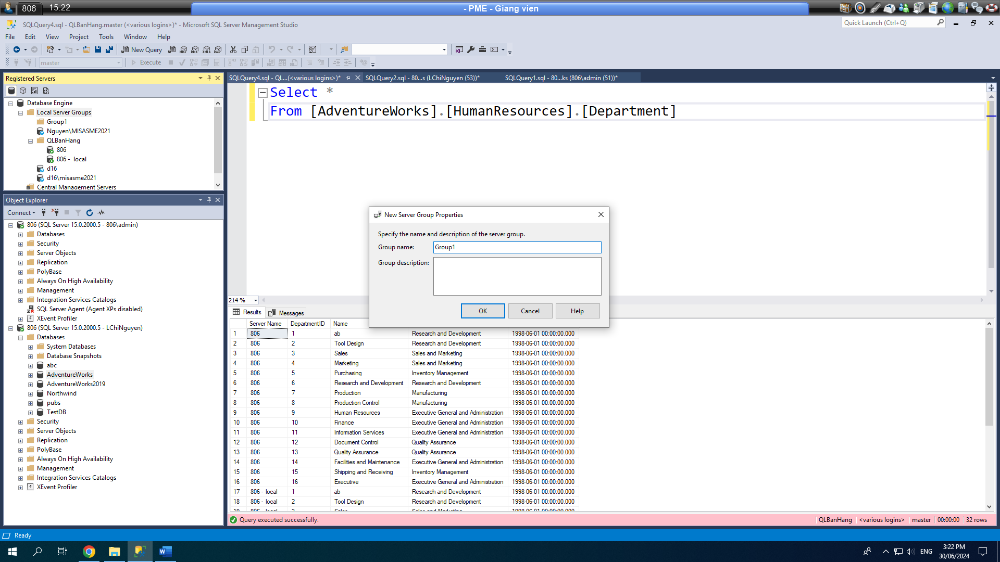 806
15:22
- PME - Giang vien
SQLQuery4.sql - QLBanHang.master (<various logins>)* - Microsoft SQL Server Management Studio
Quick Launch (Ctrl+Q)
File Edit View Project Tools Window Help
New Query
MDX DMX XMLA DAX
master
Execute
Registered Servers
Database Engine
Local Server Groups
Group1
Nguyen\MISASME2021
QLBanHang
806
806 - local
d16
d16\misasme2021
Central Management Servers
Object Explorer
Connect
806 (SQL Server 15.0.2000.5 - 806\admin)
Databases
Security
Server Objects
Replication
PolyBase
Always On High Availability
Management
Integration Services Catalogs
SQL Server Agent (Agent XPs disabled)
XEvent Profiler
806 (SQL Server 15.0.2000.5 - LChiNguyen)
Databases
System Databases
Database Snapshots
abc
AdventureWorks
AdventureWorks2019
Northwind
pubs
TestDB
Security
Server Objects
Replication
PolyBase
Always On High Availability
Management
Integration Services Catalogs
XEvent Profiler
SQLQuery4.sql - QL...(<various logins>)*
SQLQuery2.sql - 80...s (LChiNguyen (53))*
SQLQuery1.sql - 80...ks (806\admin (51))*
Select *
From [AdventureWorks].[HumanResources].[Department]
New Server Group Properties
Specify the name and description of the server group.
Group name: Group1
Group description:
OK Cancel Help
214 %
Results Messages
Server Name DepartmentID Name
1 806 1 ab Research and Development 1998-06-01 00:00:00.000
2 806 2 Tool Design Research and Development 1998-06-01 00:00:00.000
3 806 3 Sales Sales and Marketing 1998-06-01 00:00:00.000
4 806 4 Marketing Sales and Marketing 1998-06-01 00:00:00.000
5 806 5 Purchasing Inventory Management 1998-06-01 00:00:00.000
6 806 6 Research and Development Research and Development 1998-06-01 00:00:00.000
7 806 7 Production Manufacturing 1998-06-01 00:00:00.000
8 806 8 Production Control Manufacturing 1998-06-01 00:00:00.000
9 806 9 Human Resources Executive General and Administration 1998-06-01 00:00:00.000
10 806 10 Finance Executive General and Administration 1998-06-01 00:00:00.000
11 806 11 Information Services Executive General and Administration 1998-06-01 00:00:00.000
12 806 12 Document Control Quality Assurance 1998-06-01 00:00:00.000
13 806 13 Quality Assurance Quality Assurance 1998-06-01 00:00:00.000
14 806 14 Facilities and Maintenance Executive General and Administration 1998-06-01 00:00:00.000
15 806 15 Shipping and Receiving Inventory Management 1998-06-01 00:00:00.000
16 806 16 Executive Executive General and Administration 1998-06-01 00:00:00.000
17 806 - local 1 ab Research and Development 1998-06-01 00:00:00.000
18 806 - local 2 Tool Design Research and Development 1998-06-01 00:00:00.000
Query executed successfully.
QLBanHang <various logins> master 00:00:00 32 rows
Ready
ENG
3:22 PM
30/06/2024